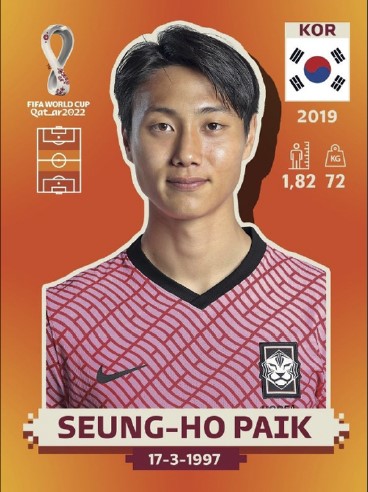 KOR
FIFA WORLD CUP
Qatar2022
2019
KG
1,82 72
SEUNG-HO PAIK
17-3-1997